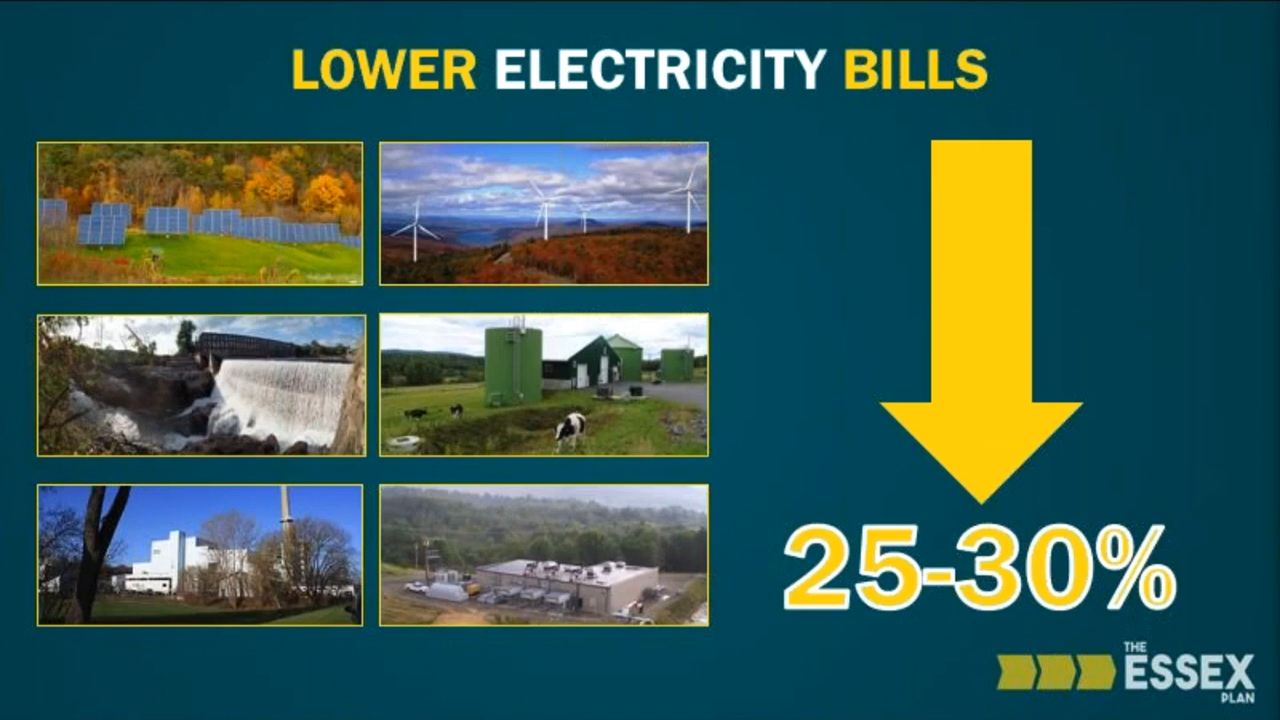 LOWER ELECTRICITY BILLS
25-30%
THE
ESSEX
PLAN